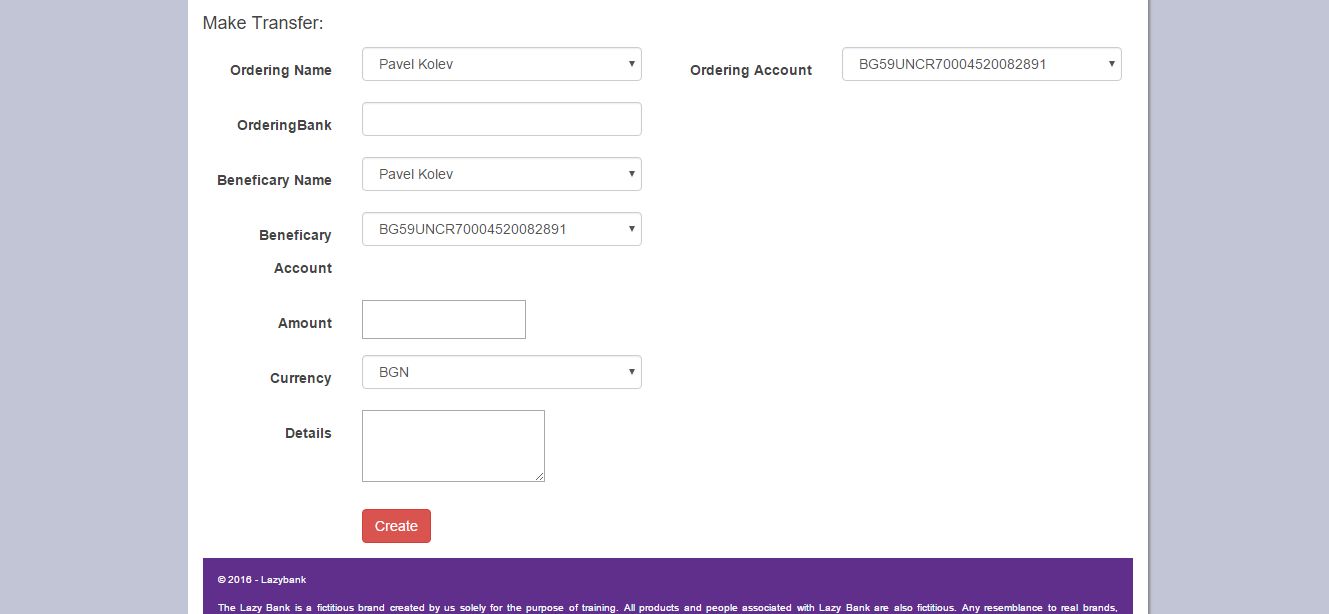 Make Transfer:
Ordering Name Pavel Kolev Ordering Account BG59UNCR70004520082891
OrderingBank
Beneficary Name Pavel Kolev
Beneficary BG59UNCR70004520082891
Account
Amount
Currency BGN
Details
Create
© 2016 - Lazybank
The Lazy Bank is a fictitious brand created by us solely for the purpose of training. All products and people associated with Lazy Bank are also fictitious. Any resemblance to real brands,